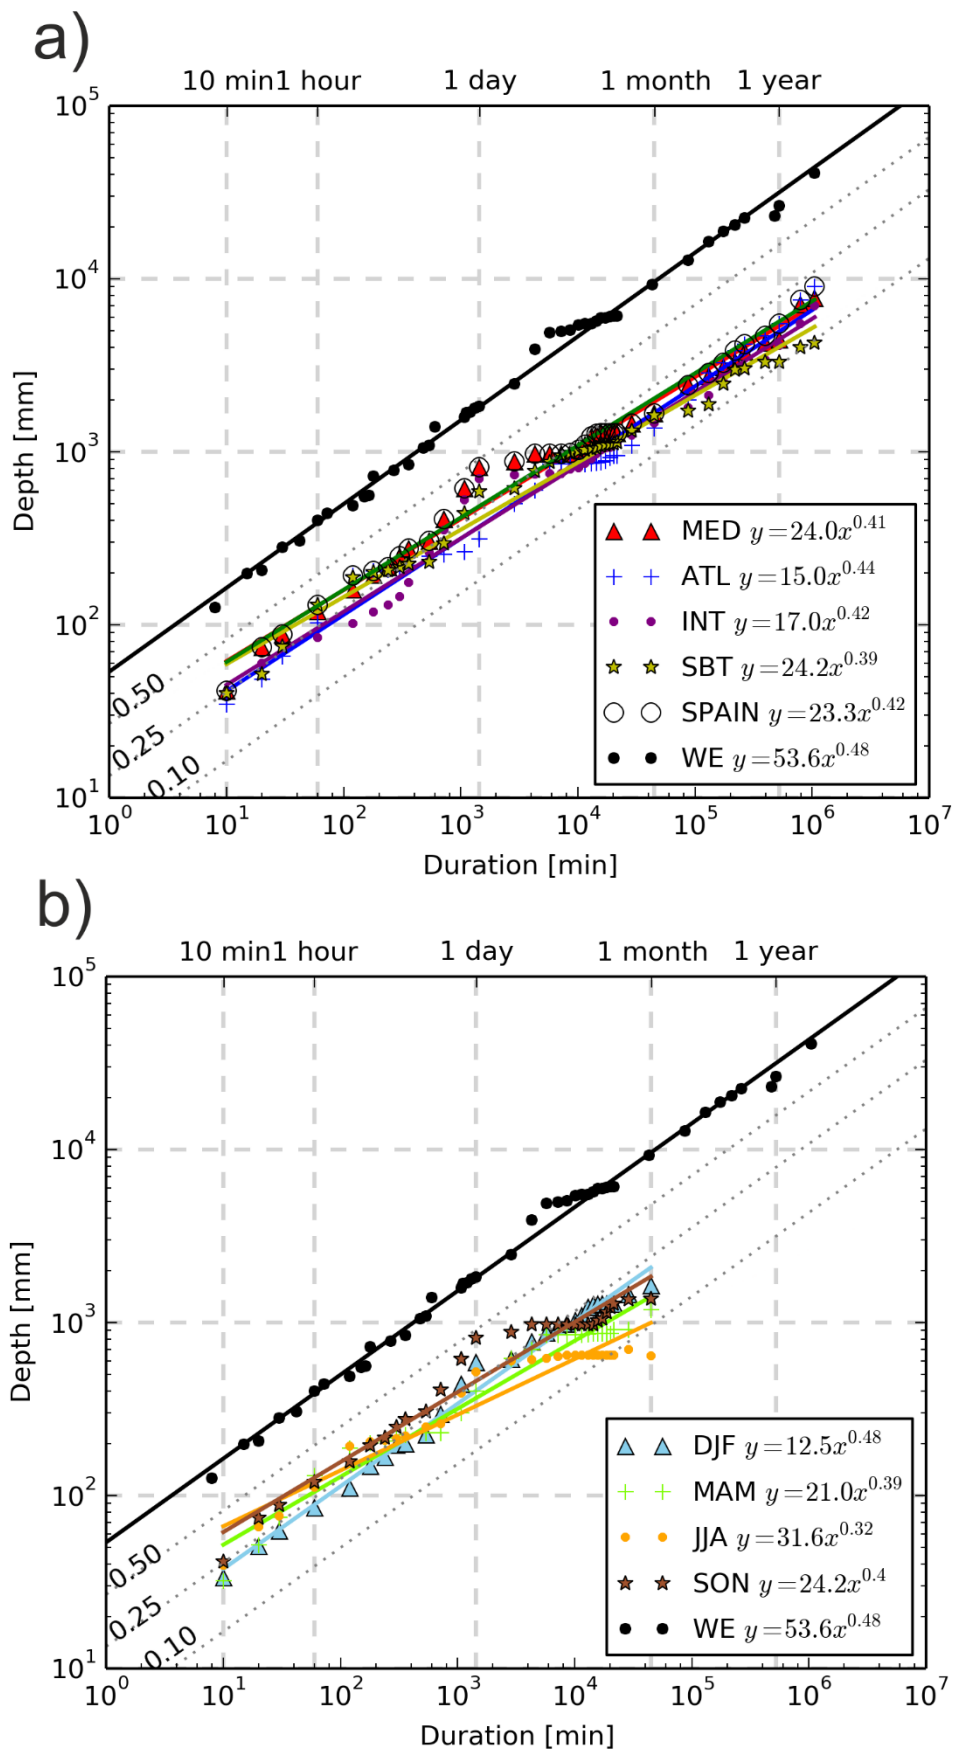 a)
10 min 1 hour 1 day 1 month 1 year
10^5
10^4
10^3
10^2
10^1
Depth [mm]
0.50
0.25
0.10
MED y=24.0x^0.41
ATL y=15.0x^0.44
INT y=17.0x^0.42
SBT y=24.2x^0.39
SPAIN y=23.3x^0.42
WE y=53.6x^0.48
10^0 10^1 10^2 10^3 10^4 10^5 10^6 10^7
Duration [min]
b)
10 min 1 hour 1 day 1 month 1 year
10^5
10^4
10^3
10^2
10^1
Depth [mm]
0.50
0.25
0.10
DJF y=12.5x^0.48
MAM y=21.0x^0.39
JJA y=31.6x^0.32
SON y=24.2x^0.4
WE y=53.6x^0.48
10^0 10^1 10^2 10^3 10^4 10^5 10^6 10^7
Duration [min]